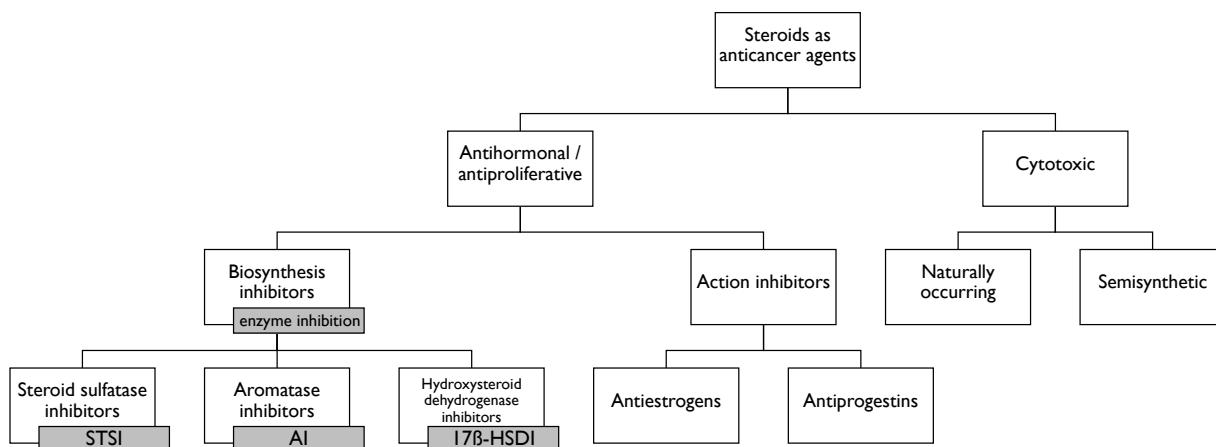 Steroids as
anticancer agents
Antihormonal /
antiproliferative
Cytotoxic
Biosynthesis
inhibitors
enzyme inhibition
Action inhibitors
Naturally
occurring
Semisynthetic
Steroid sulfatase
inhibitors
STSI
Aromatase
inhibitors
AI
Hydroxysteroid
dehydrogenase
inhibitors
17ß-HSDI
Antiestrogens
Antiprogestins